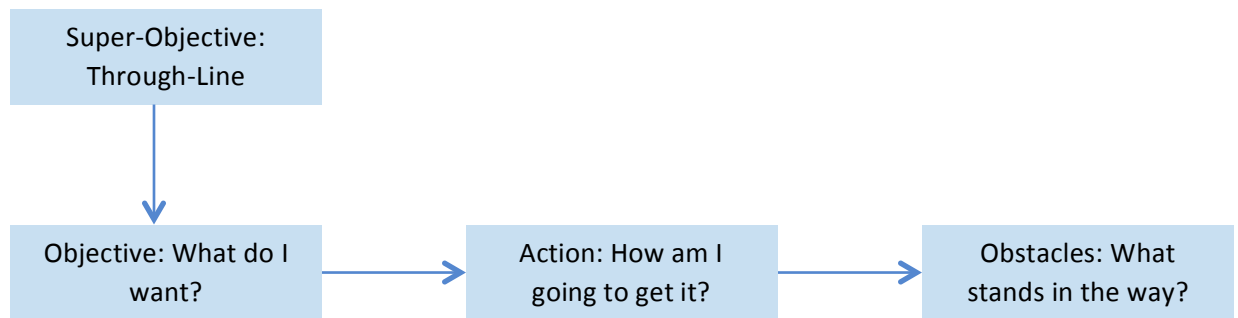 Super-Objective:
Through-Line
Objective: What do I
want?
Action: How am I
going to get it?
Obstacles: What
stands in the way?